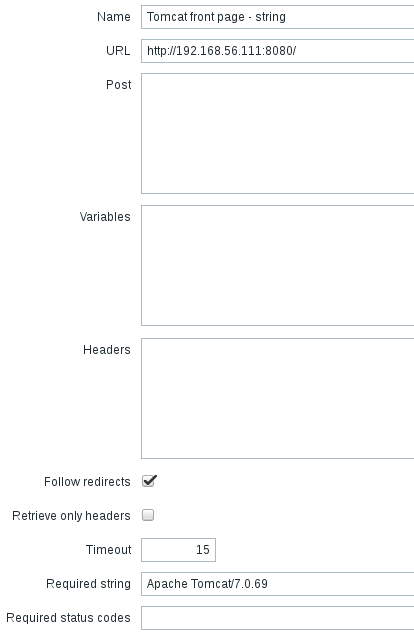 Name Tomcat front page - string
URL http://192.168.56.111:8080/
Post
Variables
Headers
Follow redirects
Retrieve only headers
Timeout 15
Required string Apache Tomcat/7.0.69
Required status codes